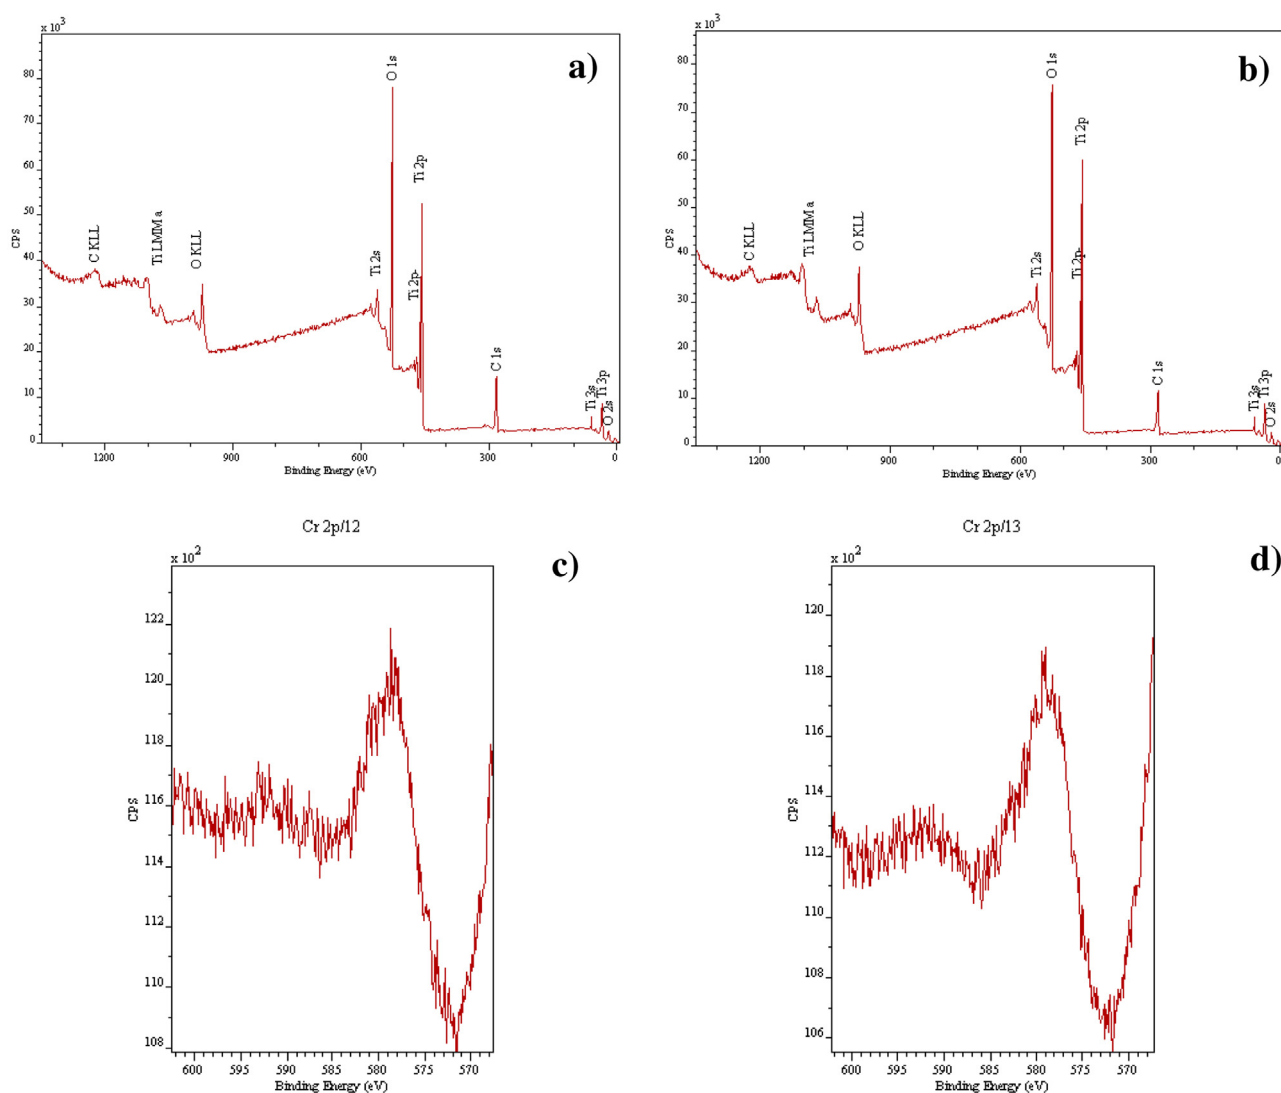 x 10³
a)
CPS
80
70
60
50
40
30
20
10
0
C KLL
Ti LMMa
O KLL
Ti 2s
O 1s
Ti 2p-
Ti 2p
C 1s
Ti 3s
Ti 3p
O 2s
1200 900 600 300 0
Binding Energy (eV)
x 10³
b)
CPS
80
70
60
50
40
30
20
10
0
C KLL
Ti LMMa
O KLL
Ti 2s
O 1s
Ti 2p-
Ti 2p
C 1s
Ti 3s
Ti 3p
O 2s
1200 900 600 300 0
Binding Energy (eV)
Cr 2p/12
x 10²
c)
CPS
122
120
118
116
114
112
110
108
600 595 590 585 580 575 570
Binding Energy (eV)
Cr 2p/13
x 10²
d)
CPS
120
118
116
114
112
110
108
106
600 595 590 585 580 575 570
Binding Energy (eV)